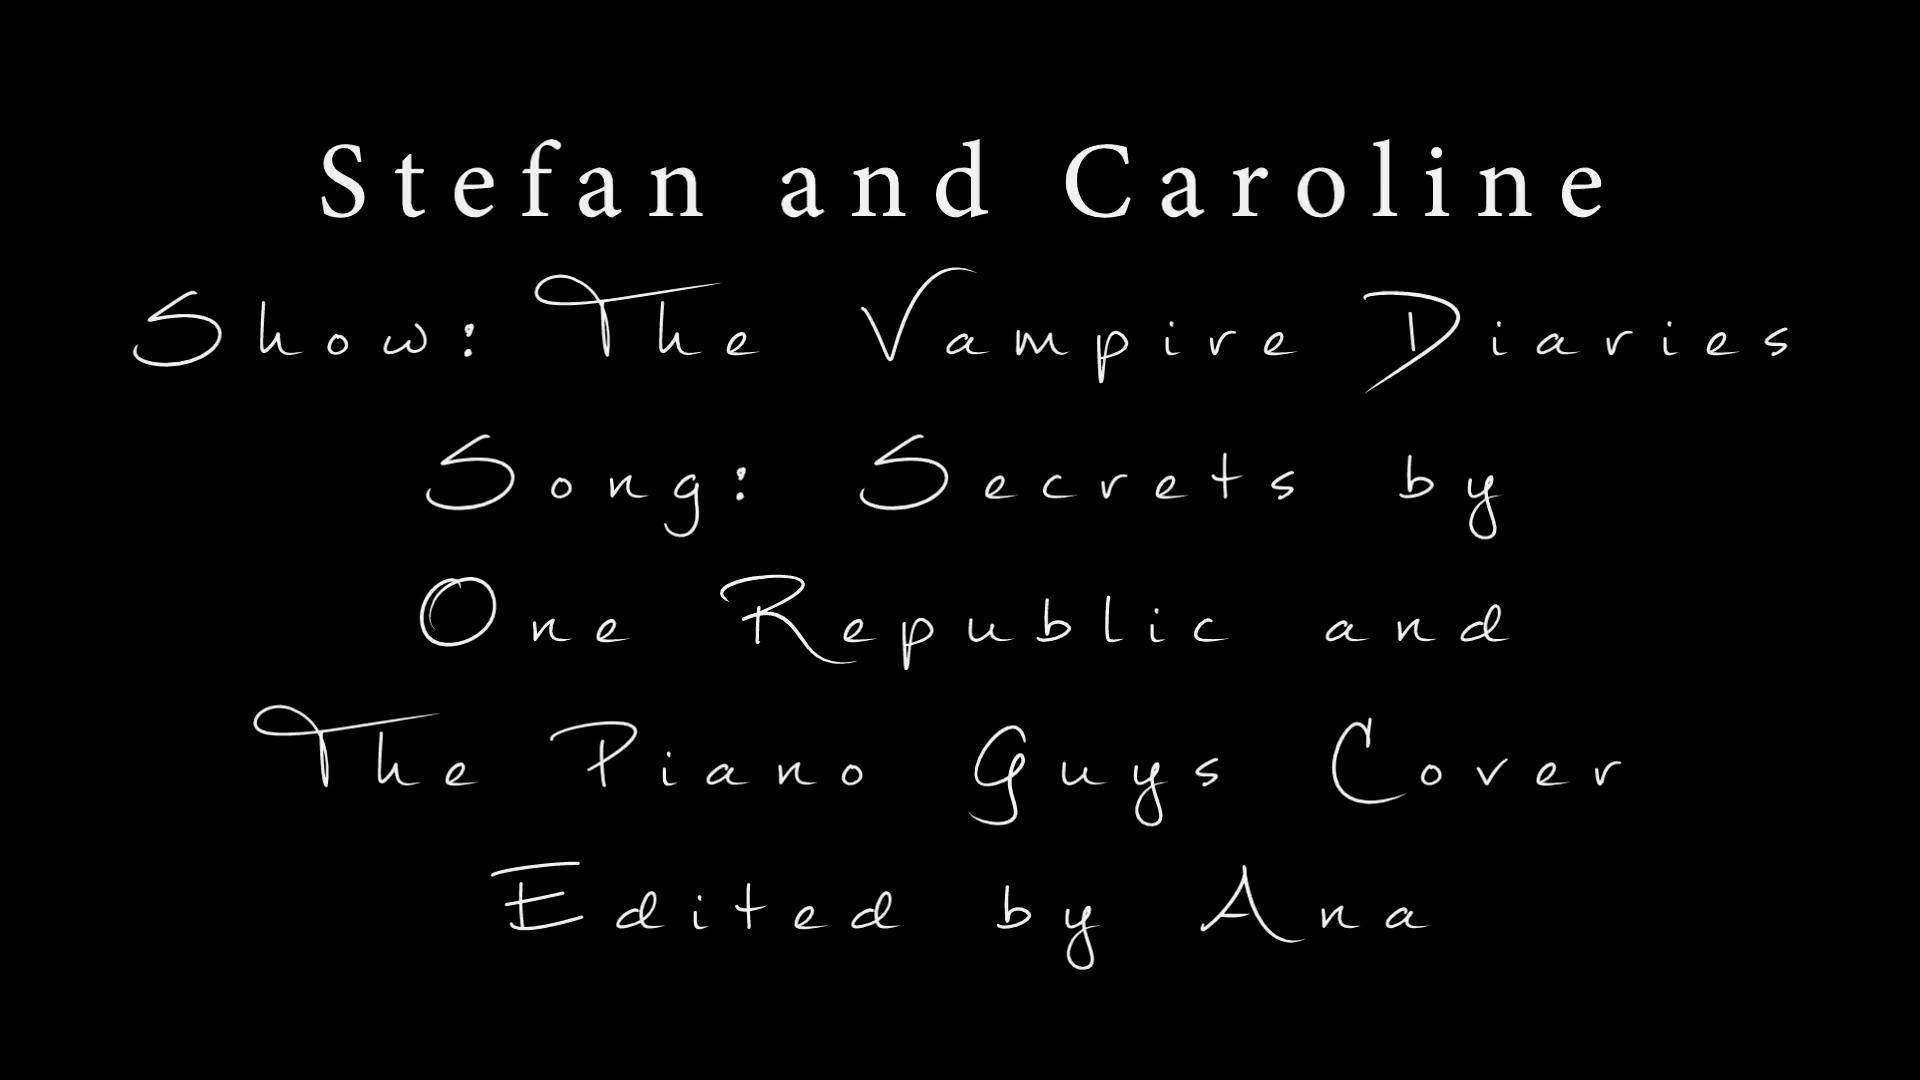 Stefan and Caroline
Show: The Vampire Diaries
Song: Secrets by
One Republic and
The Piano Guys Cover
Edited by Ana